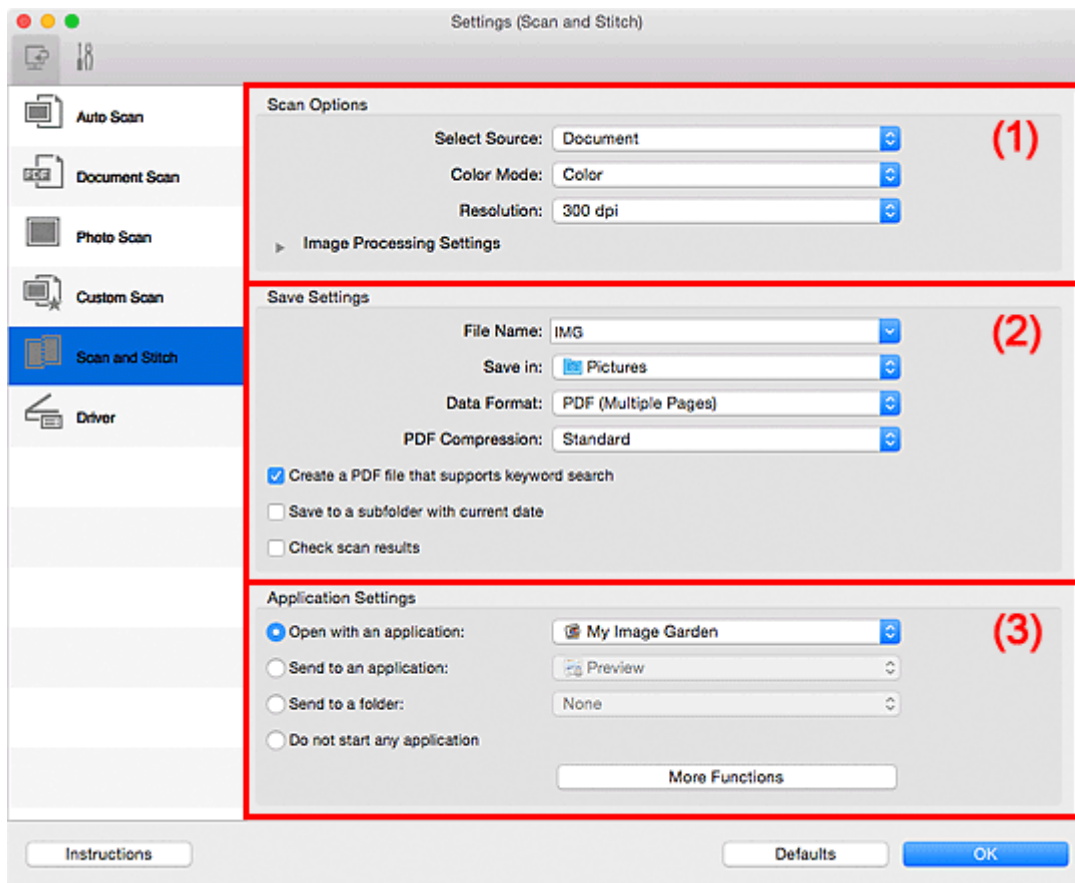 Settings (Scan and Stitch)
Auto Scan
Document Scan
Photo Scan
Custom Scan
Scan and Stitch
Driver
Scan Options
(1)
Select Source: Document
Color Mode: Color
Resolution: 300 dpi
Image Processing Settings
Save Settings
(2)
File Name: IMG
Save in: Pictures
Data Format: PDF (Multiple Pages)
PDF Compression: Standard
Create a PDF file that supports keyword search
Save to a subfolder with current date
Check scan results
Application Settings
(3)
Open with an application: My Image Garden
Send to an application: Preview
Send to a folder: None
Do not start any application
More Functions
Instructions
Defaults
OK